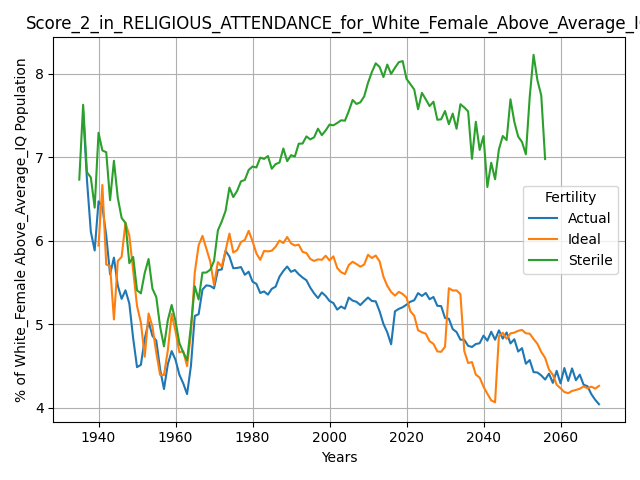 Score_2_in_RELIGIOUS_ATTENDANCE_for_White_Female_Above_Average_I
% of White_Female Above_Average_IQ Population
8
7
6
5
4
Fertility
Actual
Ideal
Sterile
1940 1960 1980 2000 2020 2040 2060
Years